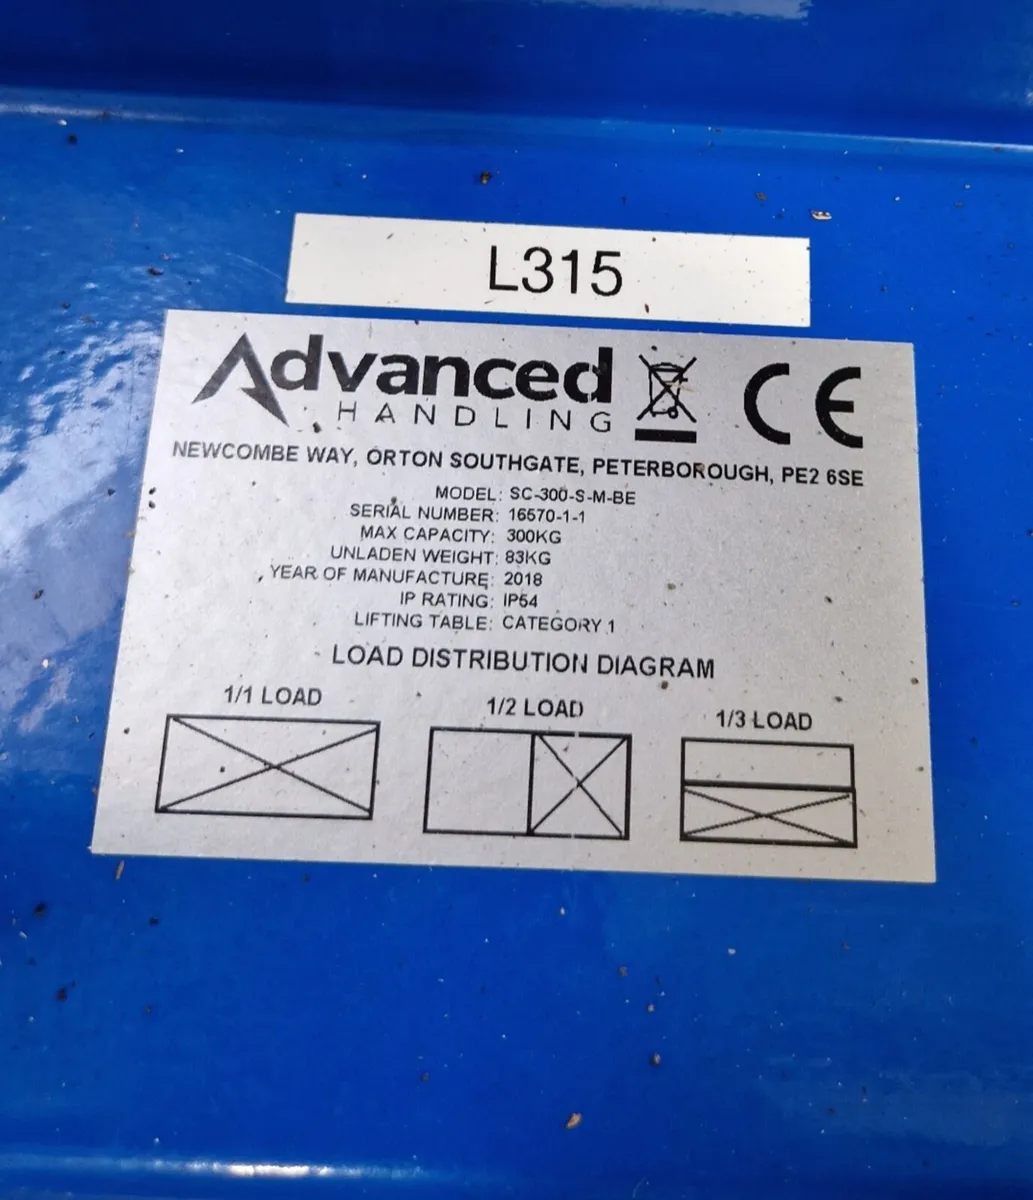 L315
Advanced
HANDLING
CE
NEWCOMBE WAY, ORTON SOUTHGATE, PETERBOROUGH, PE2 6SE
MODEL: SC-300-S-M-BE
SERIAL NUMBER: 16570-1-1
MAX CAPACITY: 300KG
UNLADEN WEIGHT: 83KG
YEAR OF MANUFACTURE: 2018
IP RATING: IP54
LIFTING TABLE: CATEGORY 1
LOAD DISTRIBUTION DIAGRAM
1/1 LOAD
1/2 LOAD
1/3 LOAD